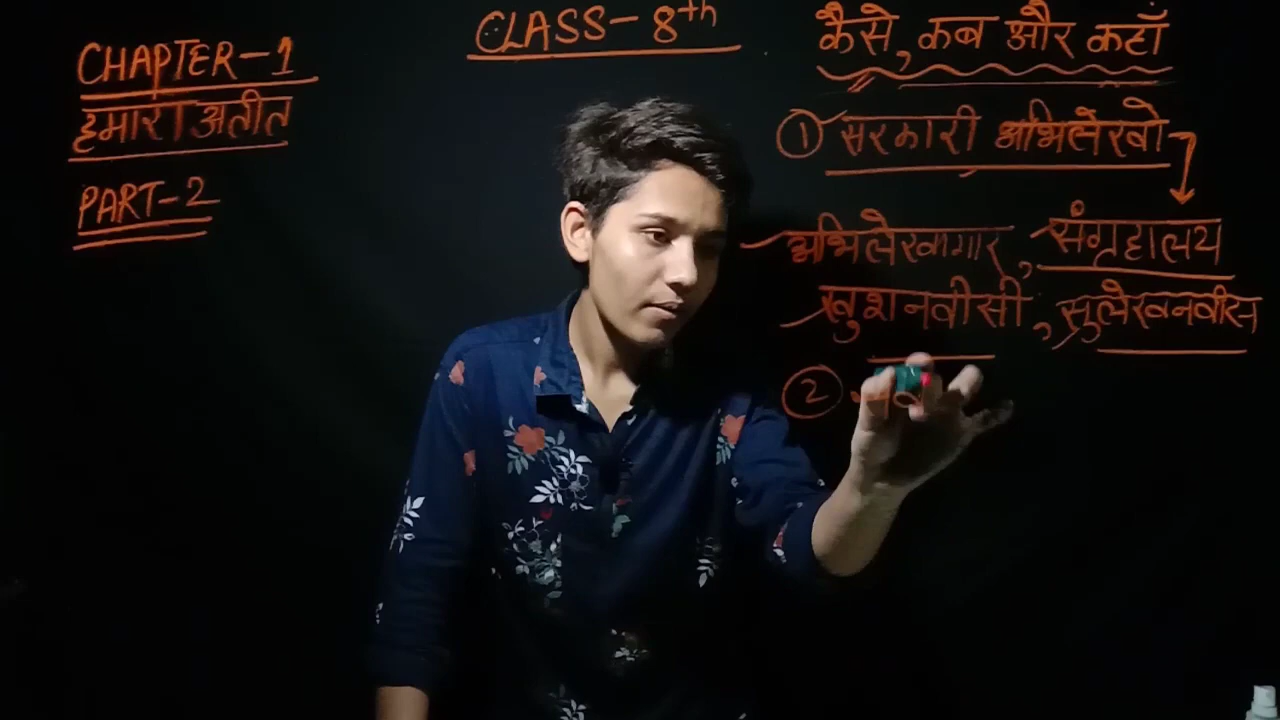 CHAPTER-1
हमारा अतीत
PART-2
CLASS-8th
कैसे, कब और कहाँ
① सरकारी अभिलेखो
अभिलेखागार, संग्रहालय
खुशनवीसी, सुलेखनवीस
②